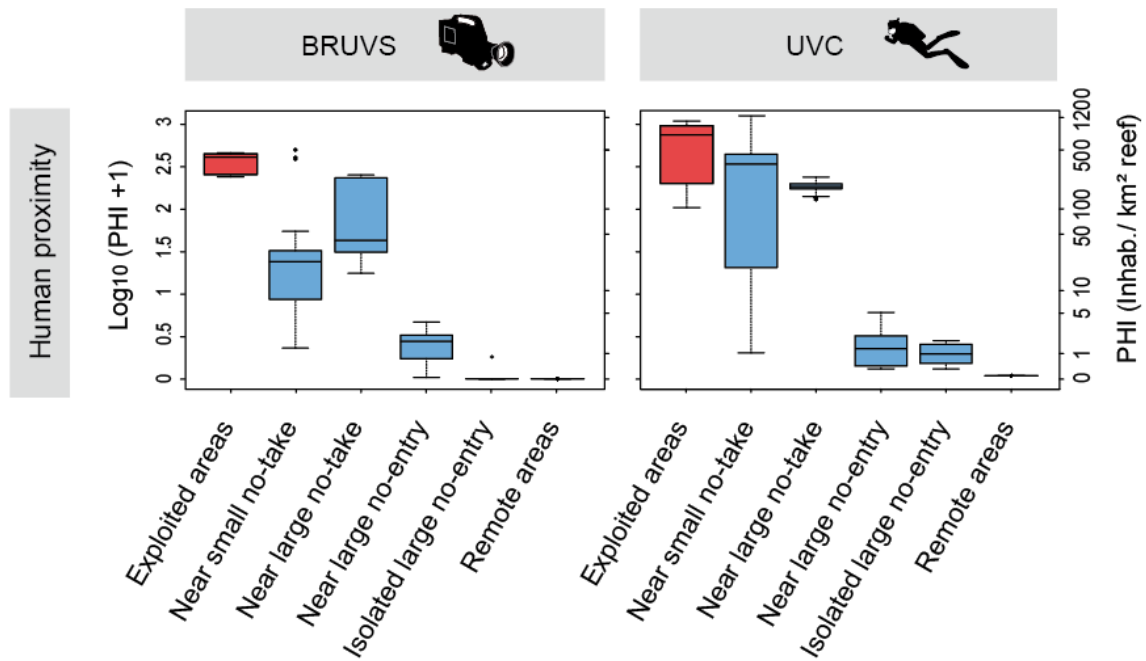 BRUVS
UVC
Human proximity
Log10 (PHI +1)
3
2.5
2
1.5
1
0.5
0
1200
500
100
50
10
5
1
0
PHI (Inhab./ km² reef)
Exploited areas
Near small no-take
Near large no-take
Near large no-entry
Isolated large no-entry
Remote areas
Exploited areas
Near small no-take
Near large no-take
Near large no-entry
Isolated large no-entry
Remote areas